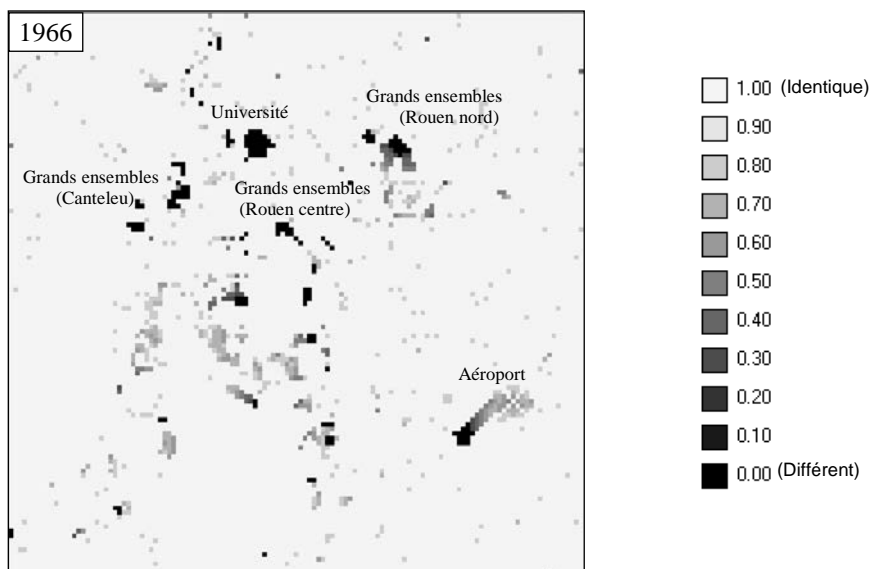 1966
Université
Grands ensembles
(Rouen nord)
Grands ensembles
(Canteleu)
Grands ensembles
(Rouen centre)
Aéroport
1.00 (Identique)
0.90
0.80
0.70
0.60
0.50
0.40
0.30
0.20
0.10
0.00 (Différent)